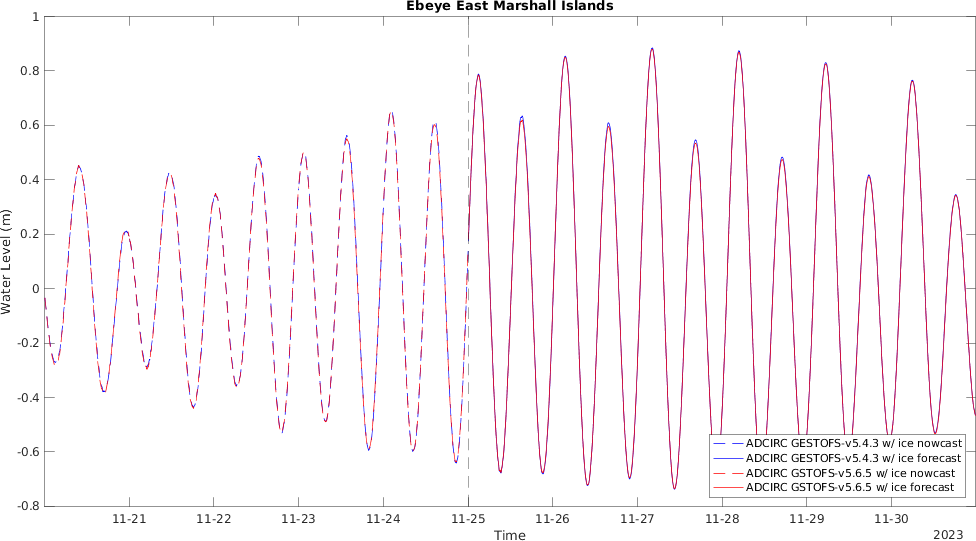 Ebeye East Marshall Islands
Water Level (m)
1
0.8
0.6
0.4
0.2
0
-0.2
-0.4
-0.6
-0.8
ADCIRC GESTOFS-v5.4.3 w/ ice nowcast
ADCIRC GESTOFS-v5.4.3 w/ ice forecast
ADCIRC GSTOFS-v5.6.5 w/ ice nowcast
ADCIRC GSTOFS-v5.6.5 w/ ice forecast
11-21 11-22 11-23 11-24 11-25 11-26 11-27 11-28 11-29 11-30
Time
2023